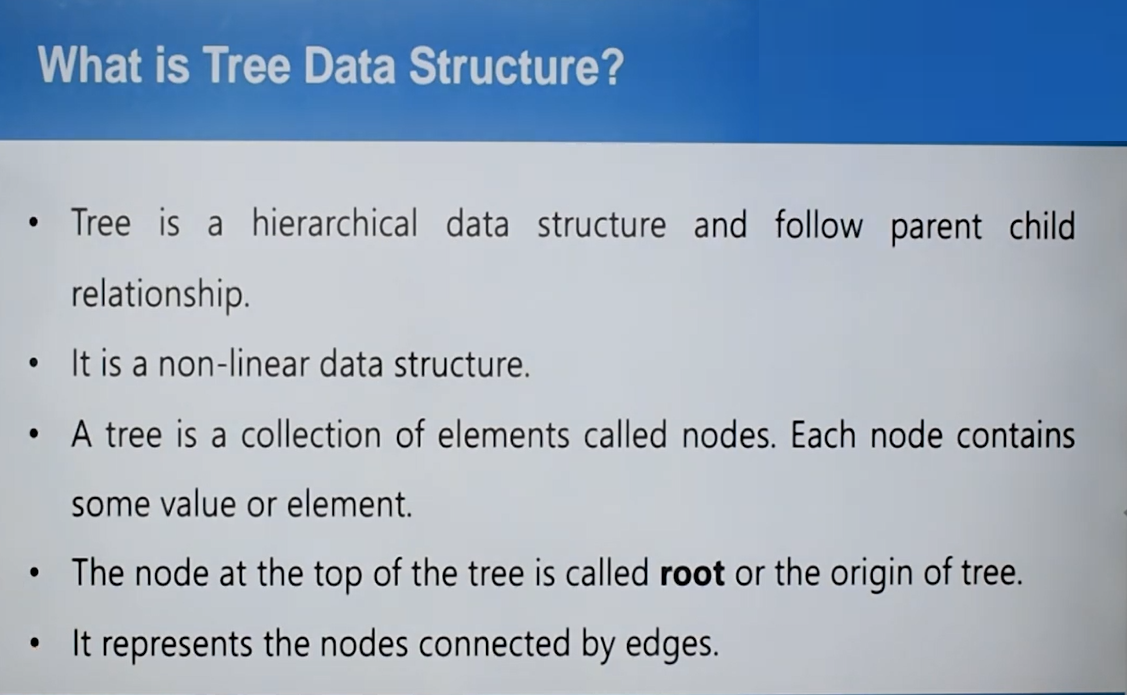 What is Tree Data Structure?
• Tree is a hierarchical data structure and follow parent child
relationship.
• It is a non-linear data structure.
• A tree is a collection of elements called nodes. Each node contains
some value or element.
• The node at the top of the tree is called root or the origin of tree.
• It represents the nodes connected by edges.